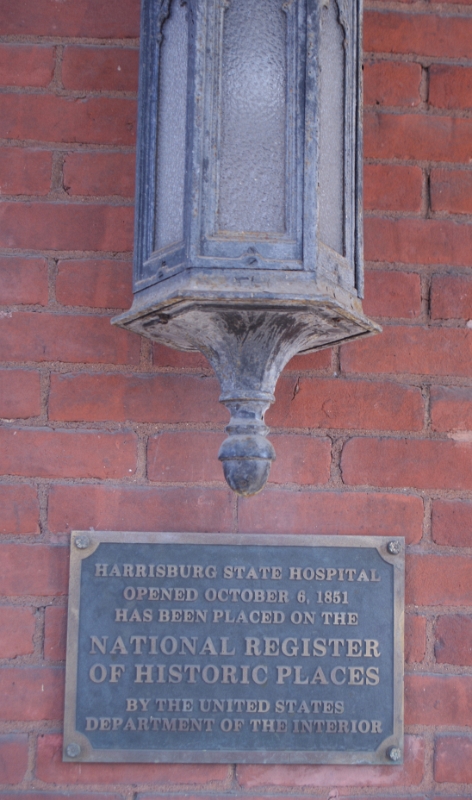 HARRISBURG STATE HOSPITAL
OPENED OCTOBER 6, 1851
HAS BEEN PLACED ON THE
NATIONAL REGISTER
OF HISTORIC PLACES
BY THE UNITED STATES
DEPARTMENT OF THE INTERIOR